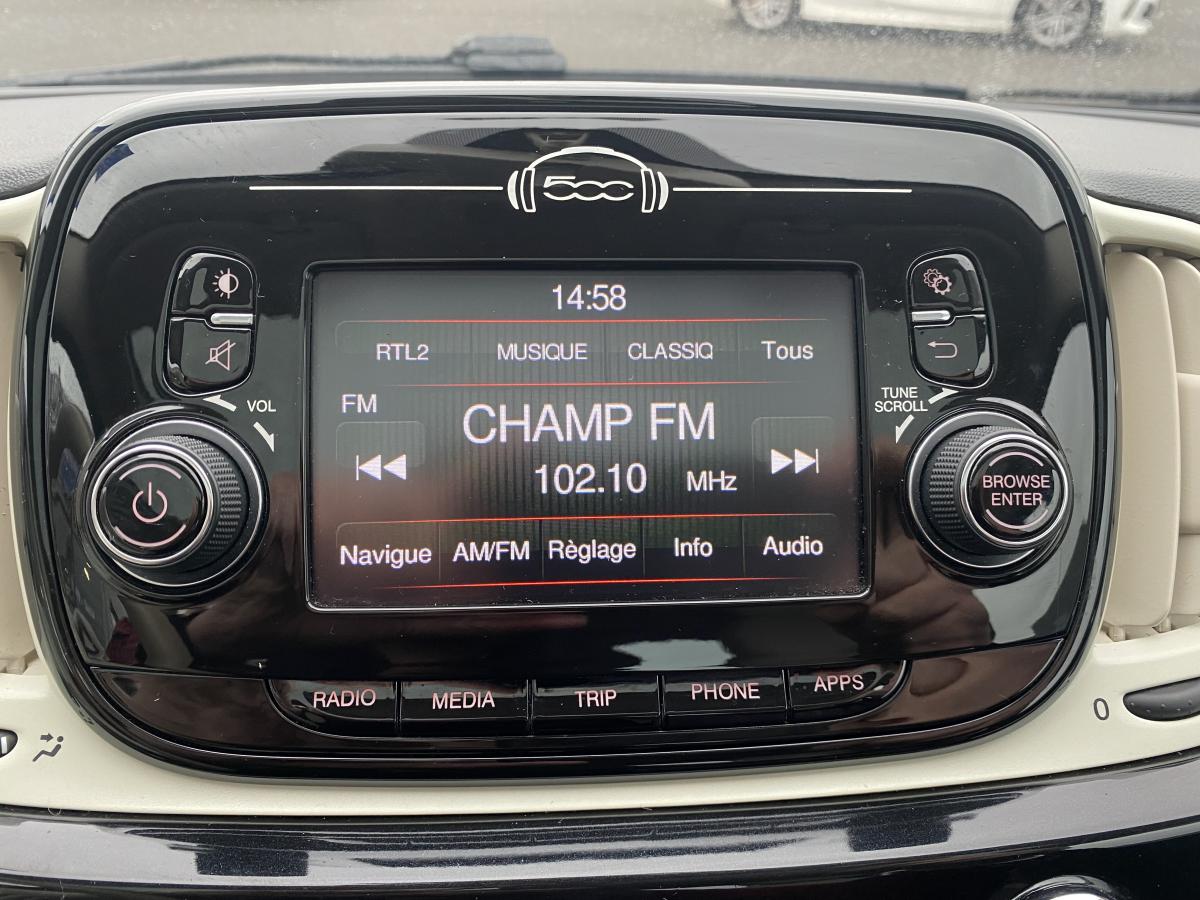 500
14:58
RTL2 MUSIQUE CLASSIQ Tous
VOL
TUNE
SCROLL
FM
CHAMP FM
102.10 MHz
BROWSE
ENTER
Navigue AM/FM Règlage Info Audio
RADIO MEDIA TRIP PHONE APPS
0